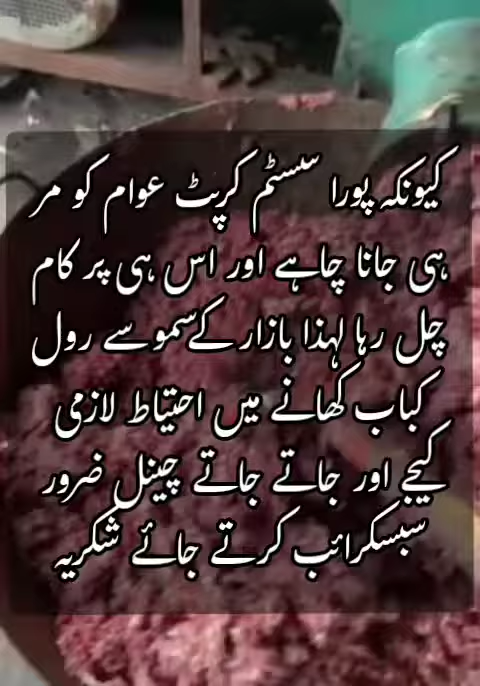 کیونکہ پورا سسٹم کرپٹ عوام کو مر
ہی جانا چاہے اور اس ہی پر کام
چل رہا لہذا بازار کے سموسے رول
کباب کھانے میں احتیاط لازمی
کیجے اور جاتے جاتے چینل ضرور
سبسکرائب کرتے جائے شکریہ